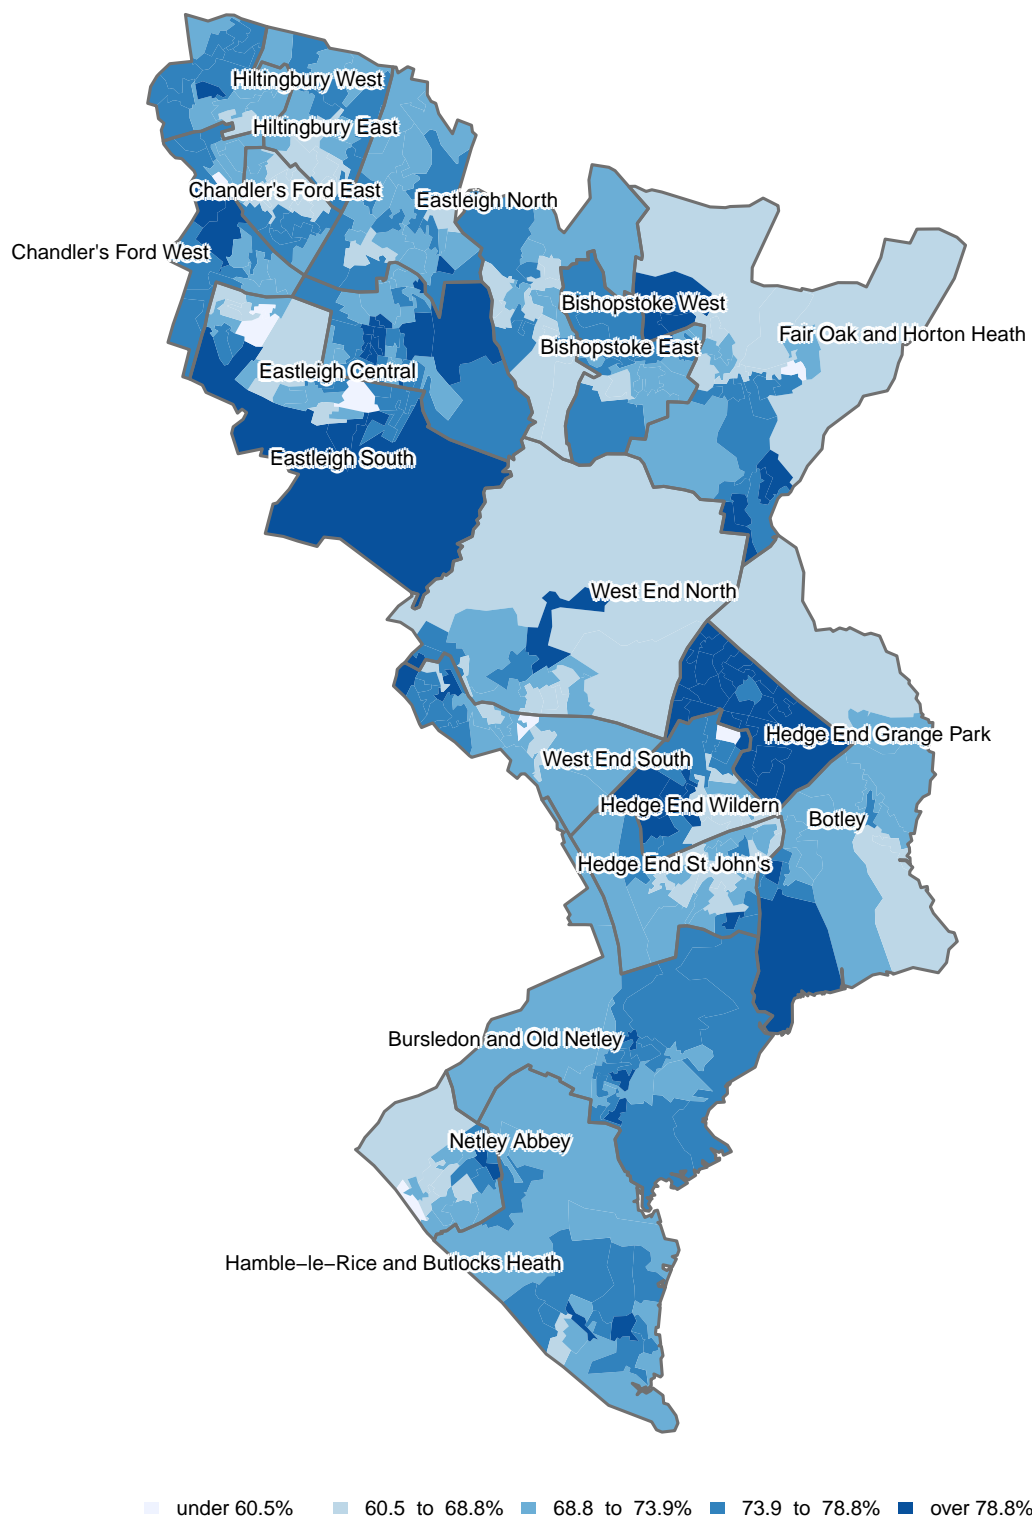 Hiltingbury West
Hiltingbury East
Chandler's Ford East
Eastleigh North
Chandler's Ford West
Bishopstoke West
Fair Oak and Horton Heath
Bishopstoke East
Eastleigh Central
Eastleigh South
West End North
Hedge End Grange Park
West End South
Hedge End Wildern
Botley
Hedge End St John's
Bursledon and Old Netley
Netley Abbey
Hamble−le−Rice and Butlocks Heath
under 60.5% 60.5 to 68.8% 68.8 to 73.9% 73.9 to 78.8% over 78.8%